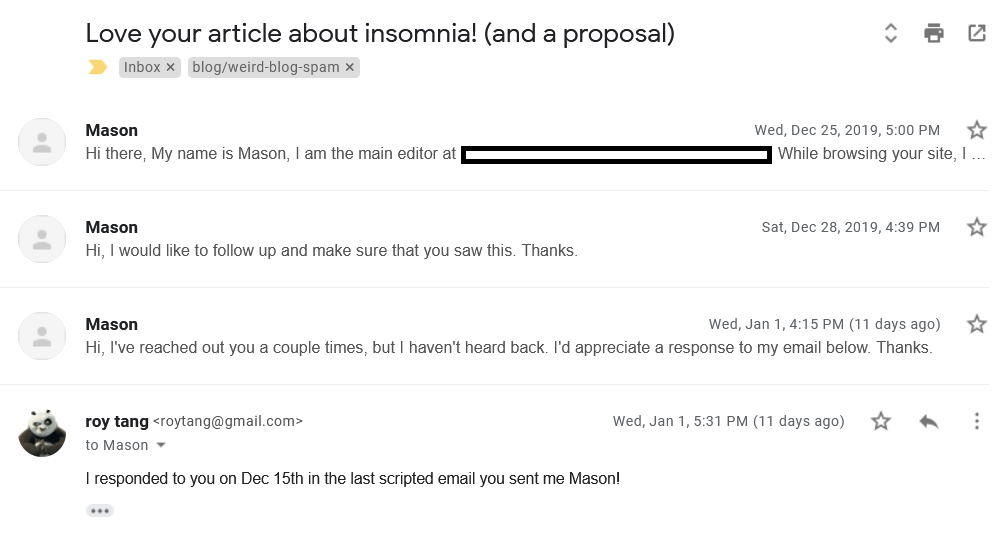 Love your article about insomnia! (and a proposal)
Inbox × blog/weird-blog-spam ×
Mason Wed, Dec 25, 2019, 5:00 PM
Hi there, My name is Mason, I am the main editor at While browsing your site, I ...
Mason Sat, Dec 28, 2019, 4:39 PM
Hi, I would like to follow up and make sure that you saw this. Thanks.
Mason Wed, Jan 1, 4:15 PM (11 days ago)
Hi, I've reached out you a couple times, but I haven't heard back. I'd appreciate a response to my email below. Thanks.
roy tang <roytang@gmail.com> Wed, Jan 1, 5:31 PM (11 days ago)
to Mason
I responded to you on Dec 15th in the last scripted email you sent me Mason!